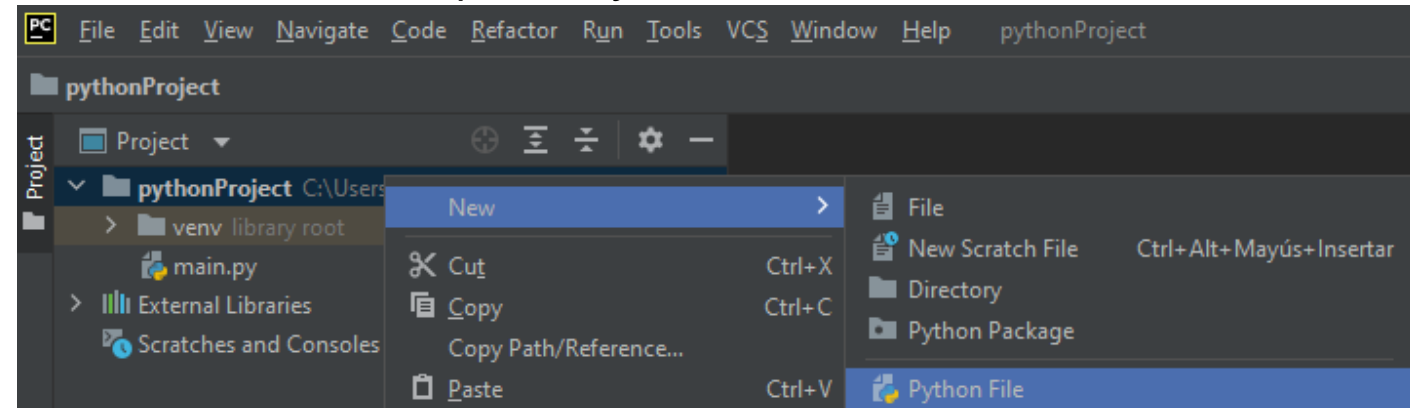 PC File Edit View Navigate Code Refactor Run Tools VCS Window Help pythonProject
pythonProject
Project
Project
pythonProject C:\Users
venv library root
main.py
External Libraries
Scratches and Consoles
New
Cut Ctrl+X
Copy Ctrl+C
Copy Path/Reference...
Paste Ctrl+V
File
New Scratch File Ctrl+Alt+Mayús+Insertar
Directory
Python Package
Python File